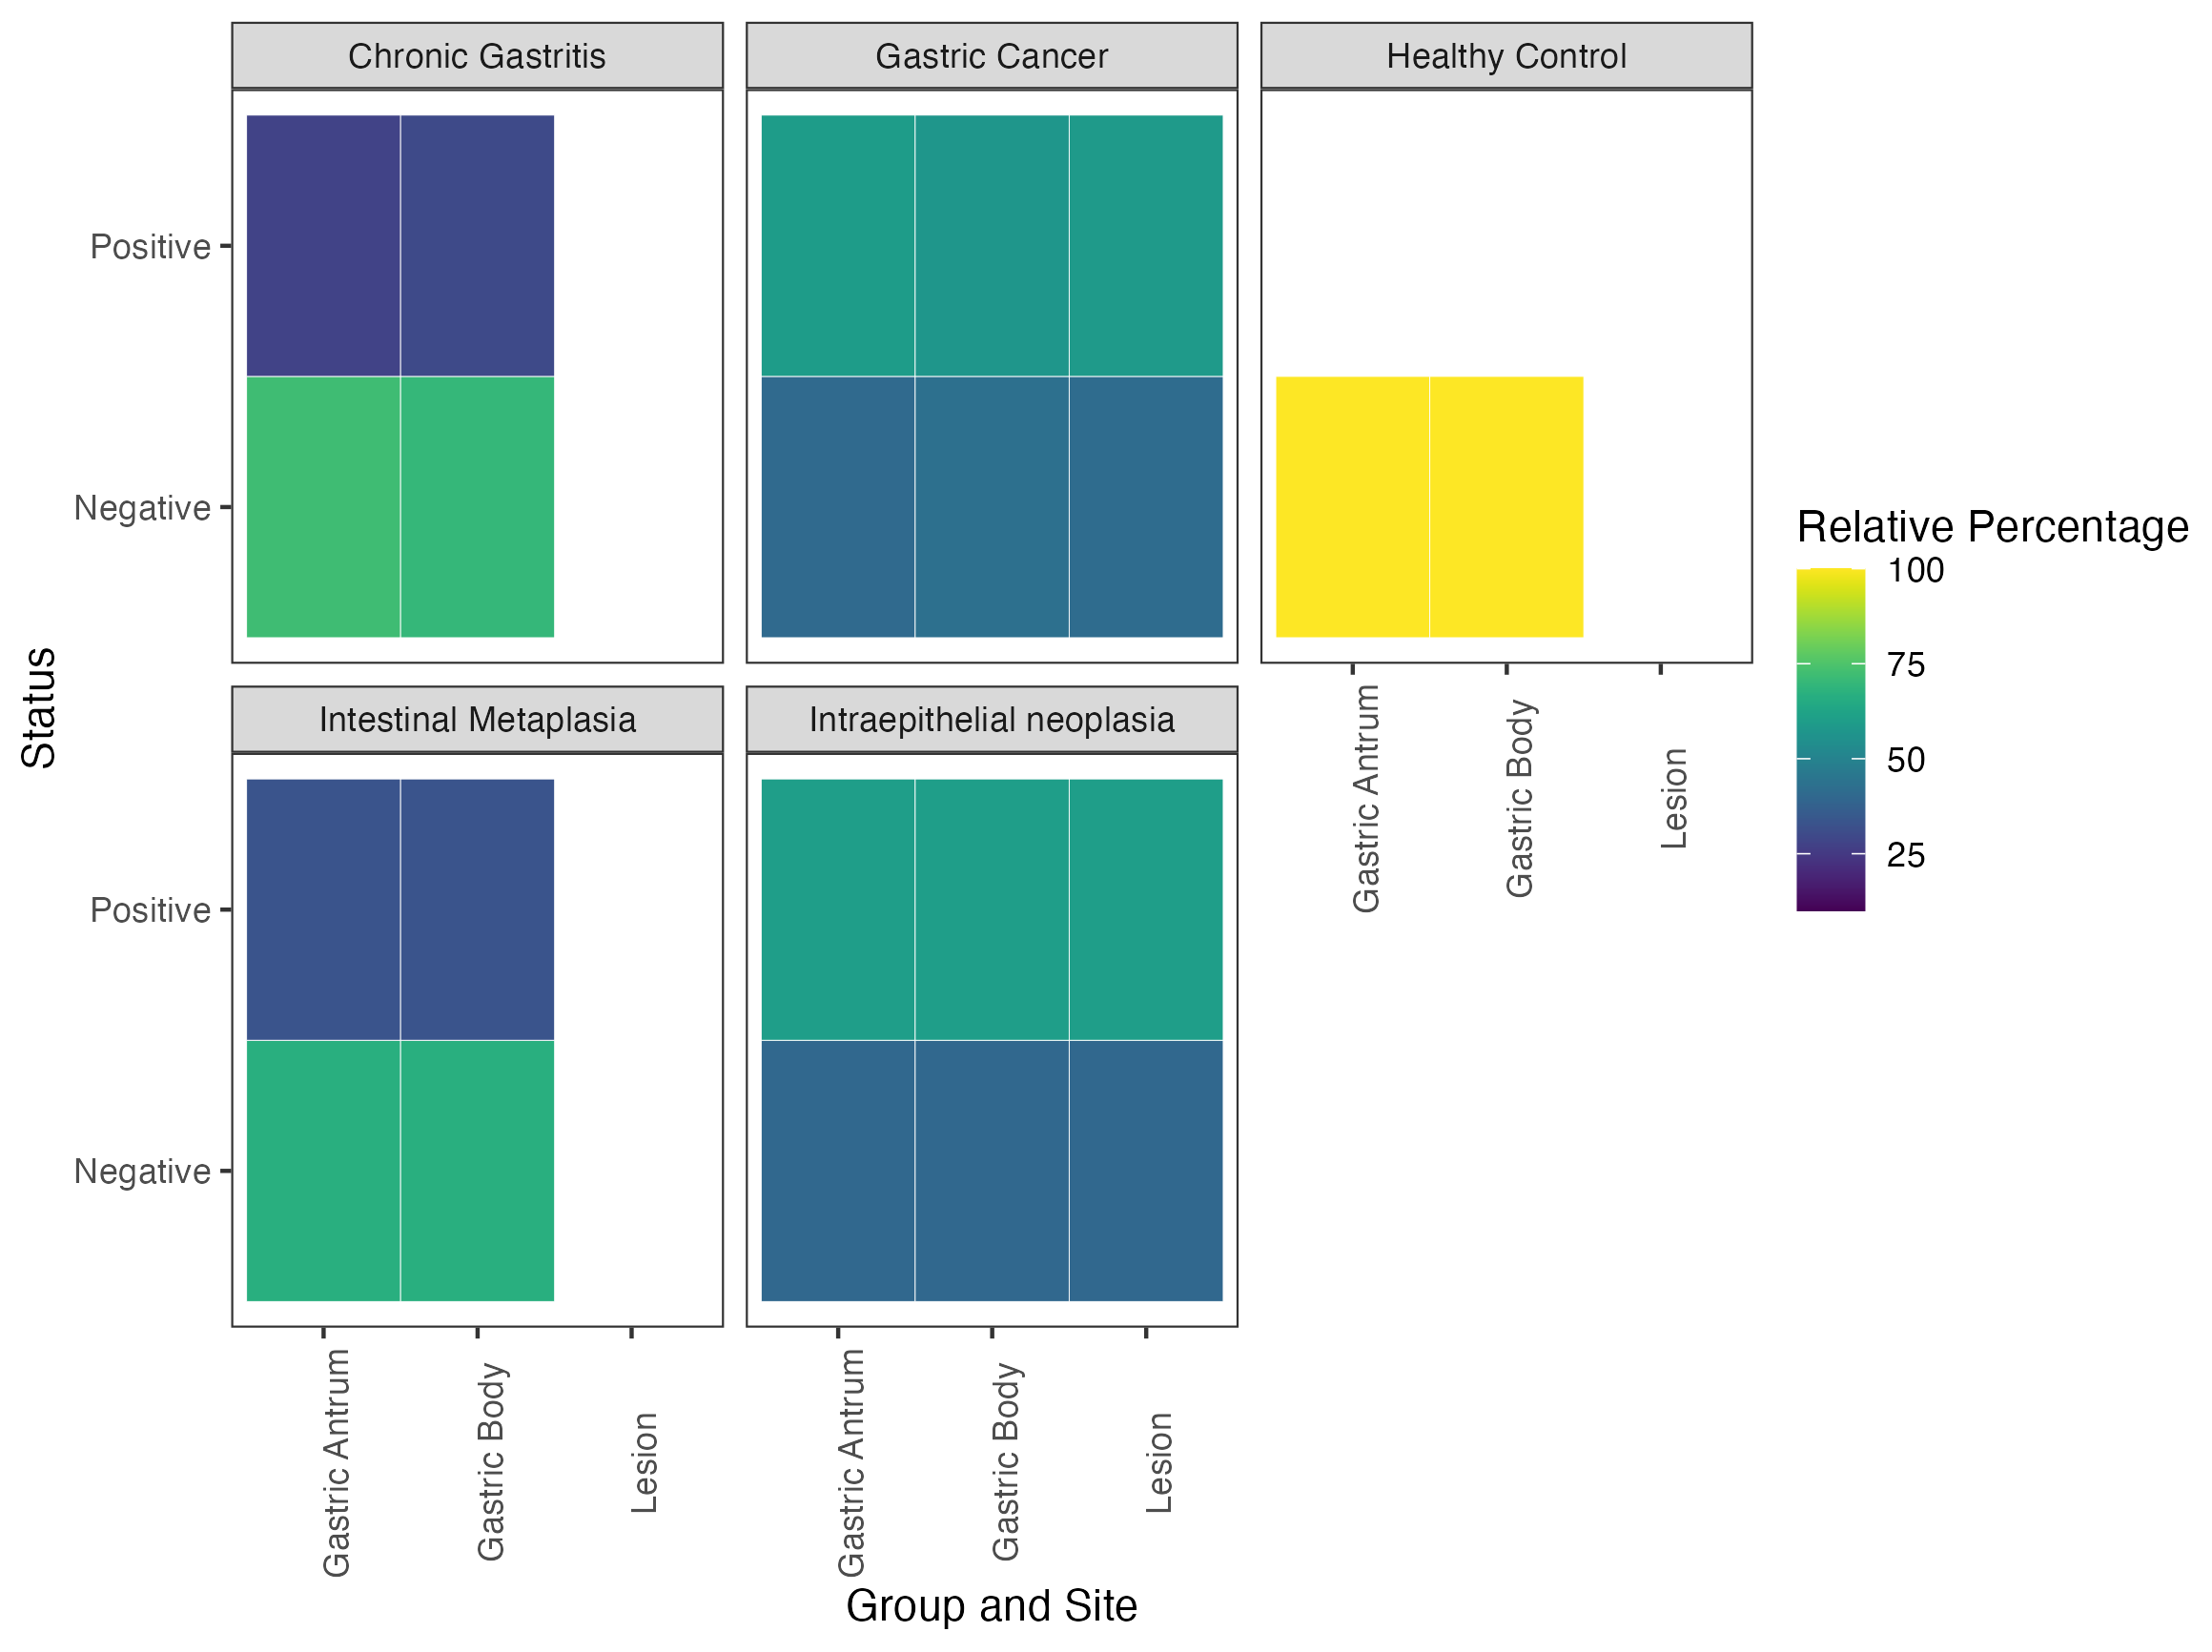 Chronic Gastritis
Gastric Cancer
Healthy Control
Positive
Negative
Status
Intestinal Metaplasia
Intraepithelial neoplasia
Positive
Negative
Gastric Antrum
Gastric Body
Lesion
Relative Percentage
100
75
50
25
Gastric Antrum
Gastric Body
Lesion
Gastric Antrum
Gastric Body
Lesion
Group and Site